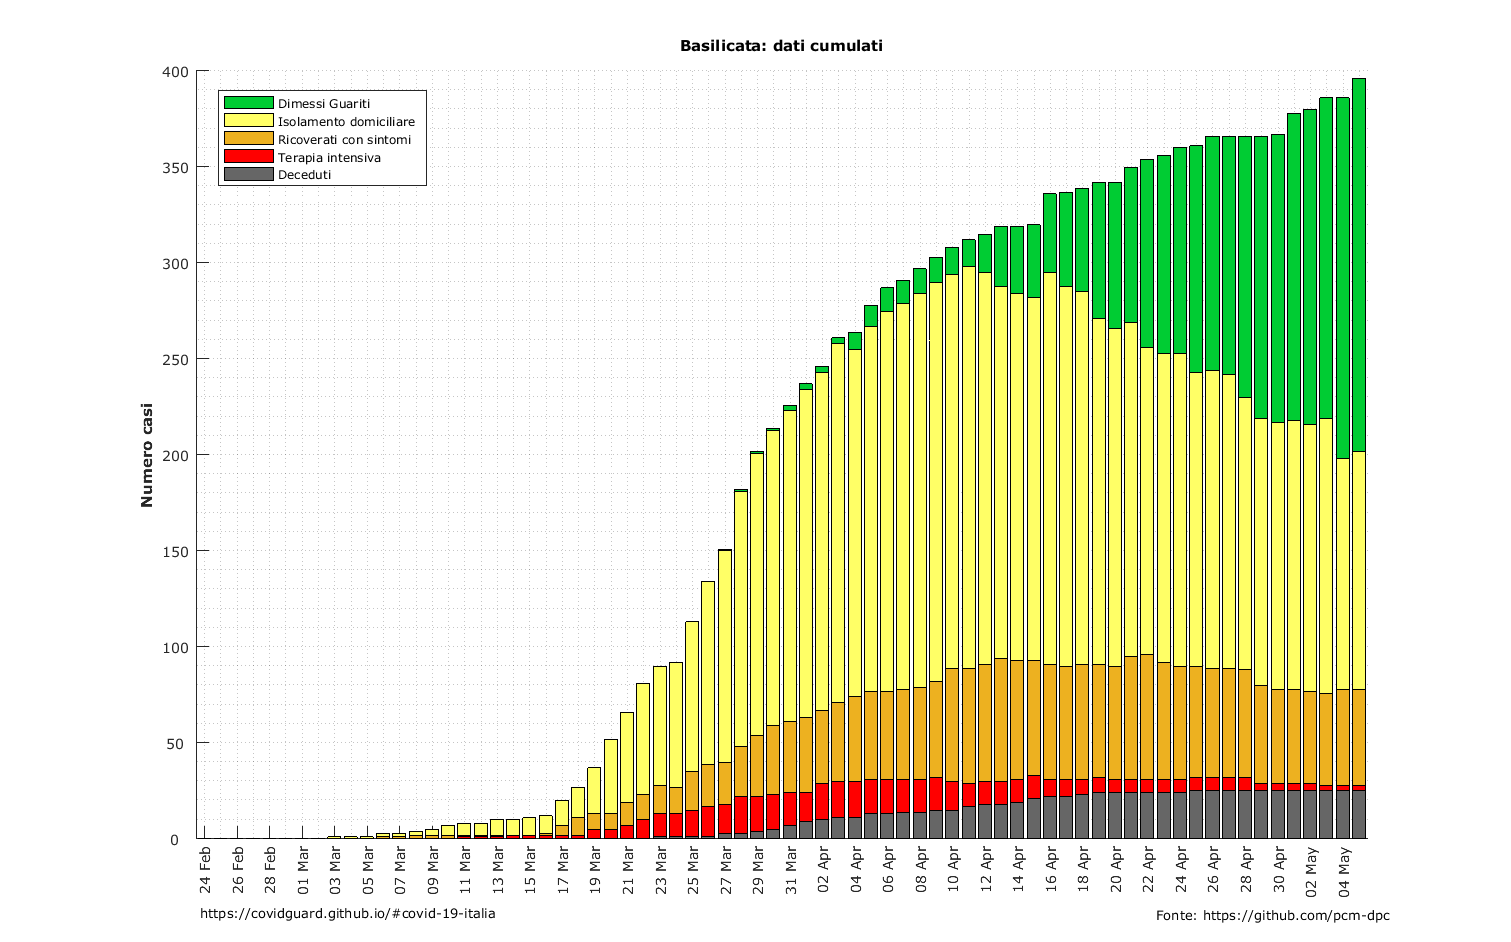 Basilicata: dati cumulati
Numero casi
400
350
300
250
200
150
100
50
0
Dimessi Guariti
Isolamento domiciliare
Ricoverati con sintomi
Terapia intensiva
Deceduti
24 Feb
26 Feb
28 Feb
01 Mar
03 Mar
05 Mar
07 Mar
09 Mar
11 Mar
13 Mar
15 Mar
17 Mar
19 Mar
21 Mar
23 Mar
25 Mar
27 Mar
29 Mar
31 Mar
02 Apr
04 Apr
06 Apr
08 Apr
10 Apr
12 Apr
14 Apr
16 Apr
18 Apr
20 Apr
22 Apr
24 Apr
26 Apr
28 Apr
30 Apr
02 May
04 May
https://covidguard.github.io/#covid-19-italia
Fonte: https://github.com/pcm-dpc